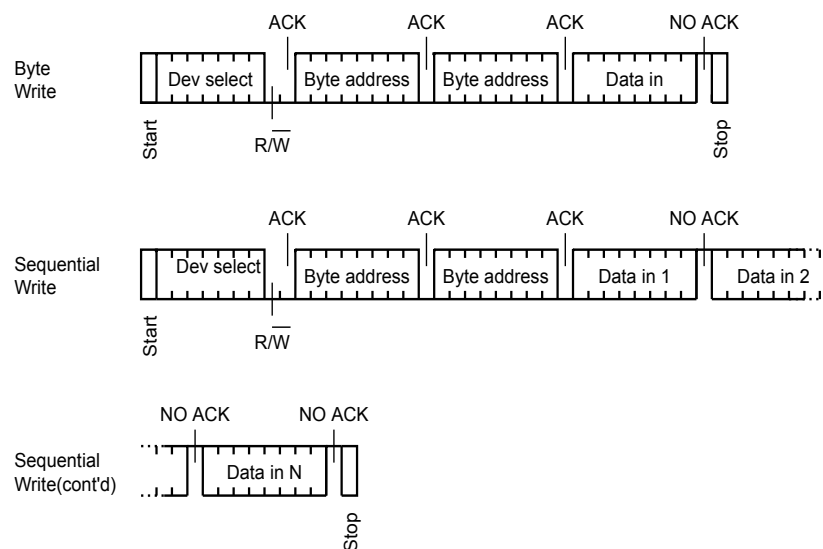 ACK ACK ACK NO ACK
Byte
Write
Dev select Byte address Byte address Data in
Start
R/W
Stop
ACK ACK ACK NO ACK
Sequential
Write
Dev select Byte address Byte address Data in 1 Data in 2
Start
R/W
NO ACK NO ACK
Sequential
Write(cont'd)
Data in N
Stop